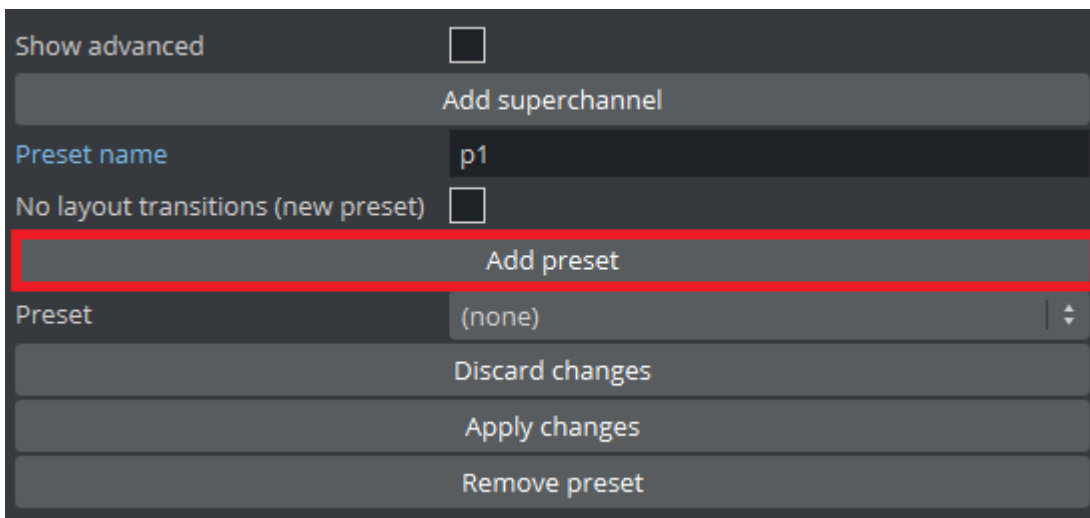 Show advanced
Add superchannel
Preset name p1
No layout transitions (new preset)
Add preset
Preset (none)
Discard changes
Apply changes
Remove preset